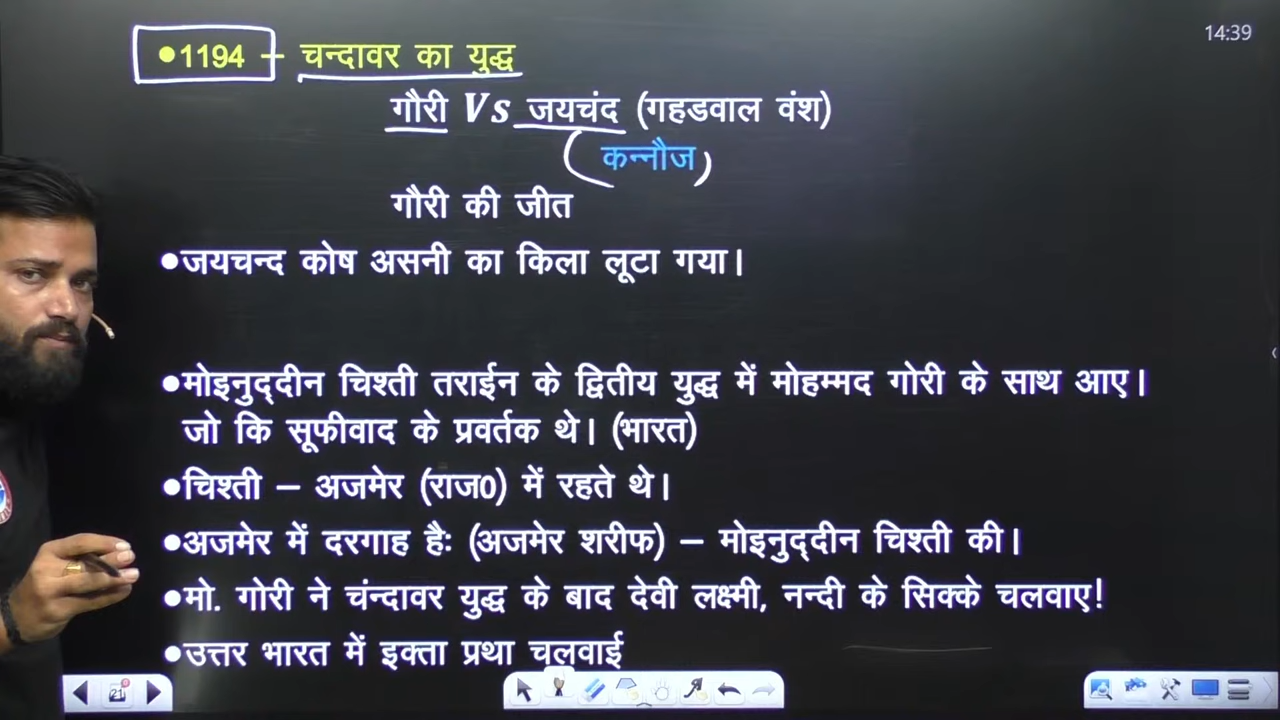 14:39
•1194 – चन्दावर का युद्ध
गौरी Vs जयचंद (गहडवाल वंश)
(कन्नौज)
गौरी की जीत
•जयचन्द कोष असनी का किला लूटा गया।
•मोइनुद्दीन चिश्ती तराईन के द्वितीय युद्ध में मोहम्मद गोरी के साथ आए।
जो कि सूफीवाद के प्रवर्तक थे। (भारत)
•चिश्ती – अजमेर (राज0) में रहते थे।
•अजमेर में दरगाह हैः (अजमेर शरीफ) – मोइनुद्दीन चिश्ती की।
•मो. गोरी ने चंन्दावर युद्ध के बाद देवी लक्ष्मी, नन्दी के सिक्के चलवाए!
•उत्तर भारत में इक्ता प्रथा चलवाई
21